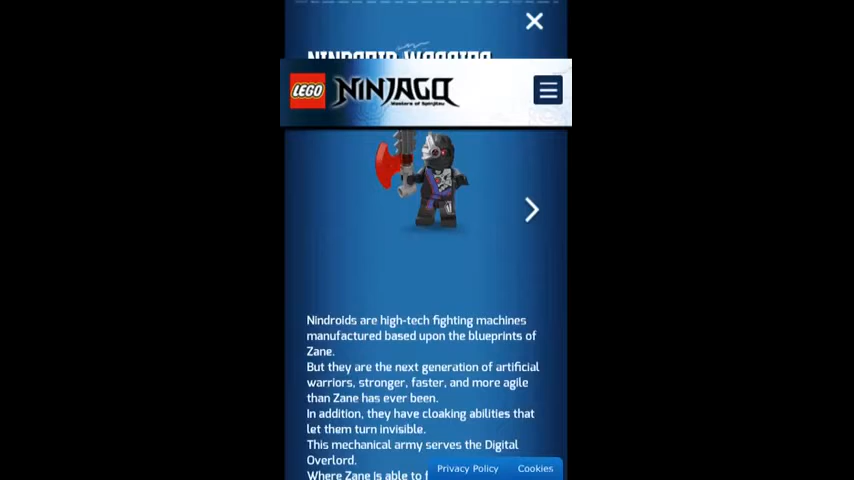 NINDROID WARRIOR
LEGO NINJAGO
Masters of Spinjitzu
Nindroids are high-tech fighting machines
manufactured based upon the blueprints of
Zane.
But they are the next generation of artificial
warriors, stronger, faster, and more agile
than Zane has ever been.
In addition, they have cloaking abilities that
let them turn invisible.
This mechanical army serves the Digital
Overlord.
Where Zane is able to
Privacy Policy Cookies